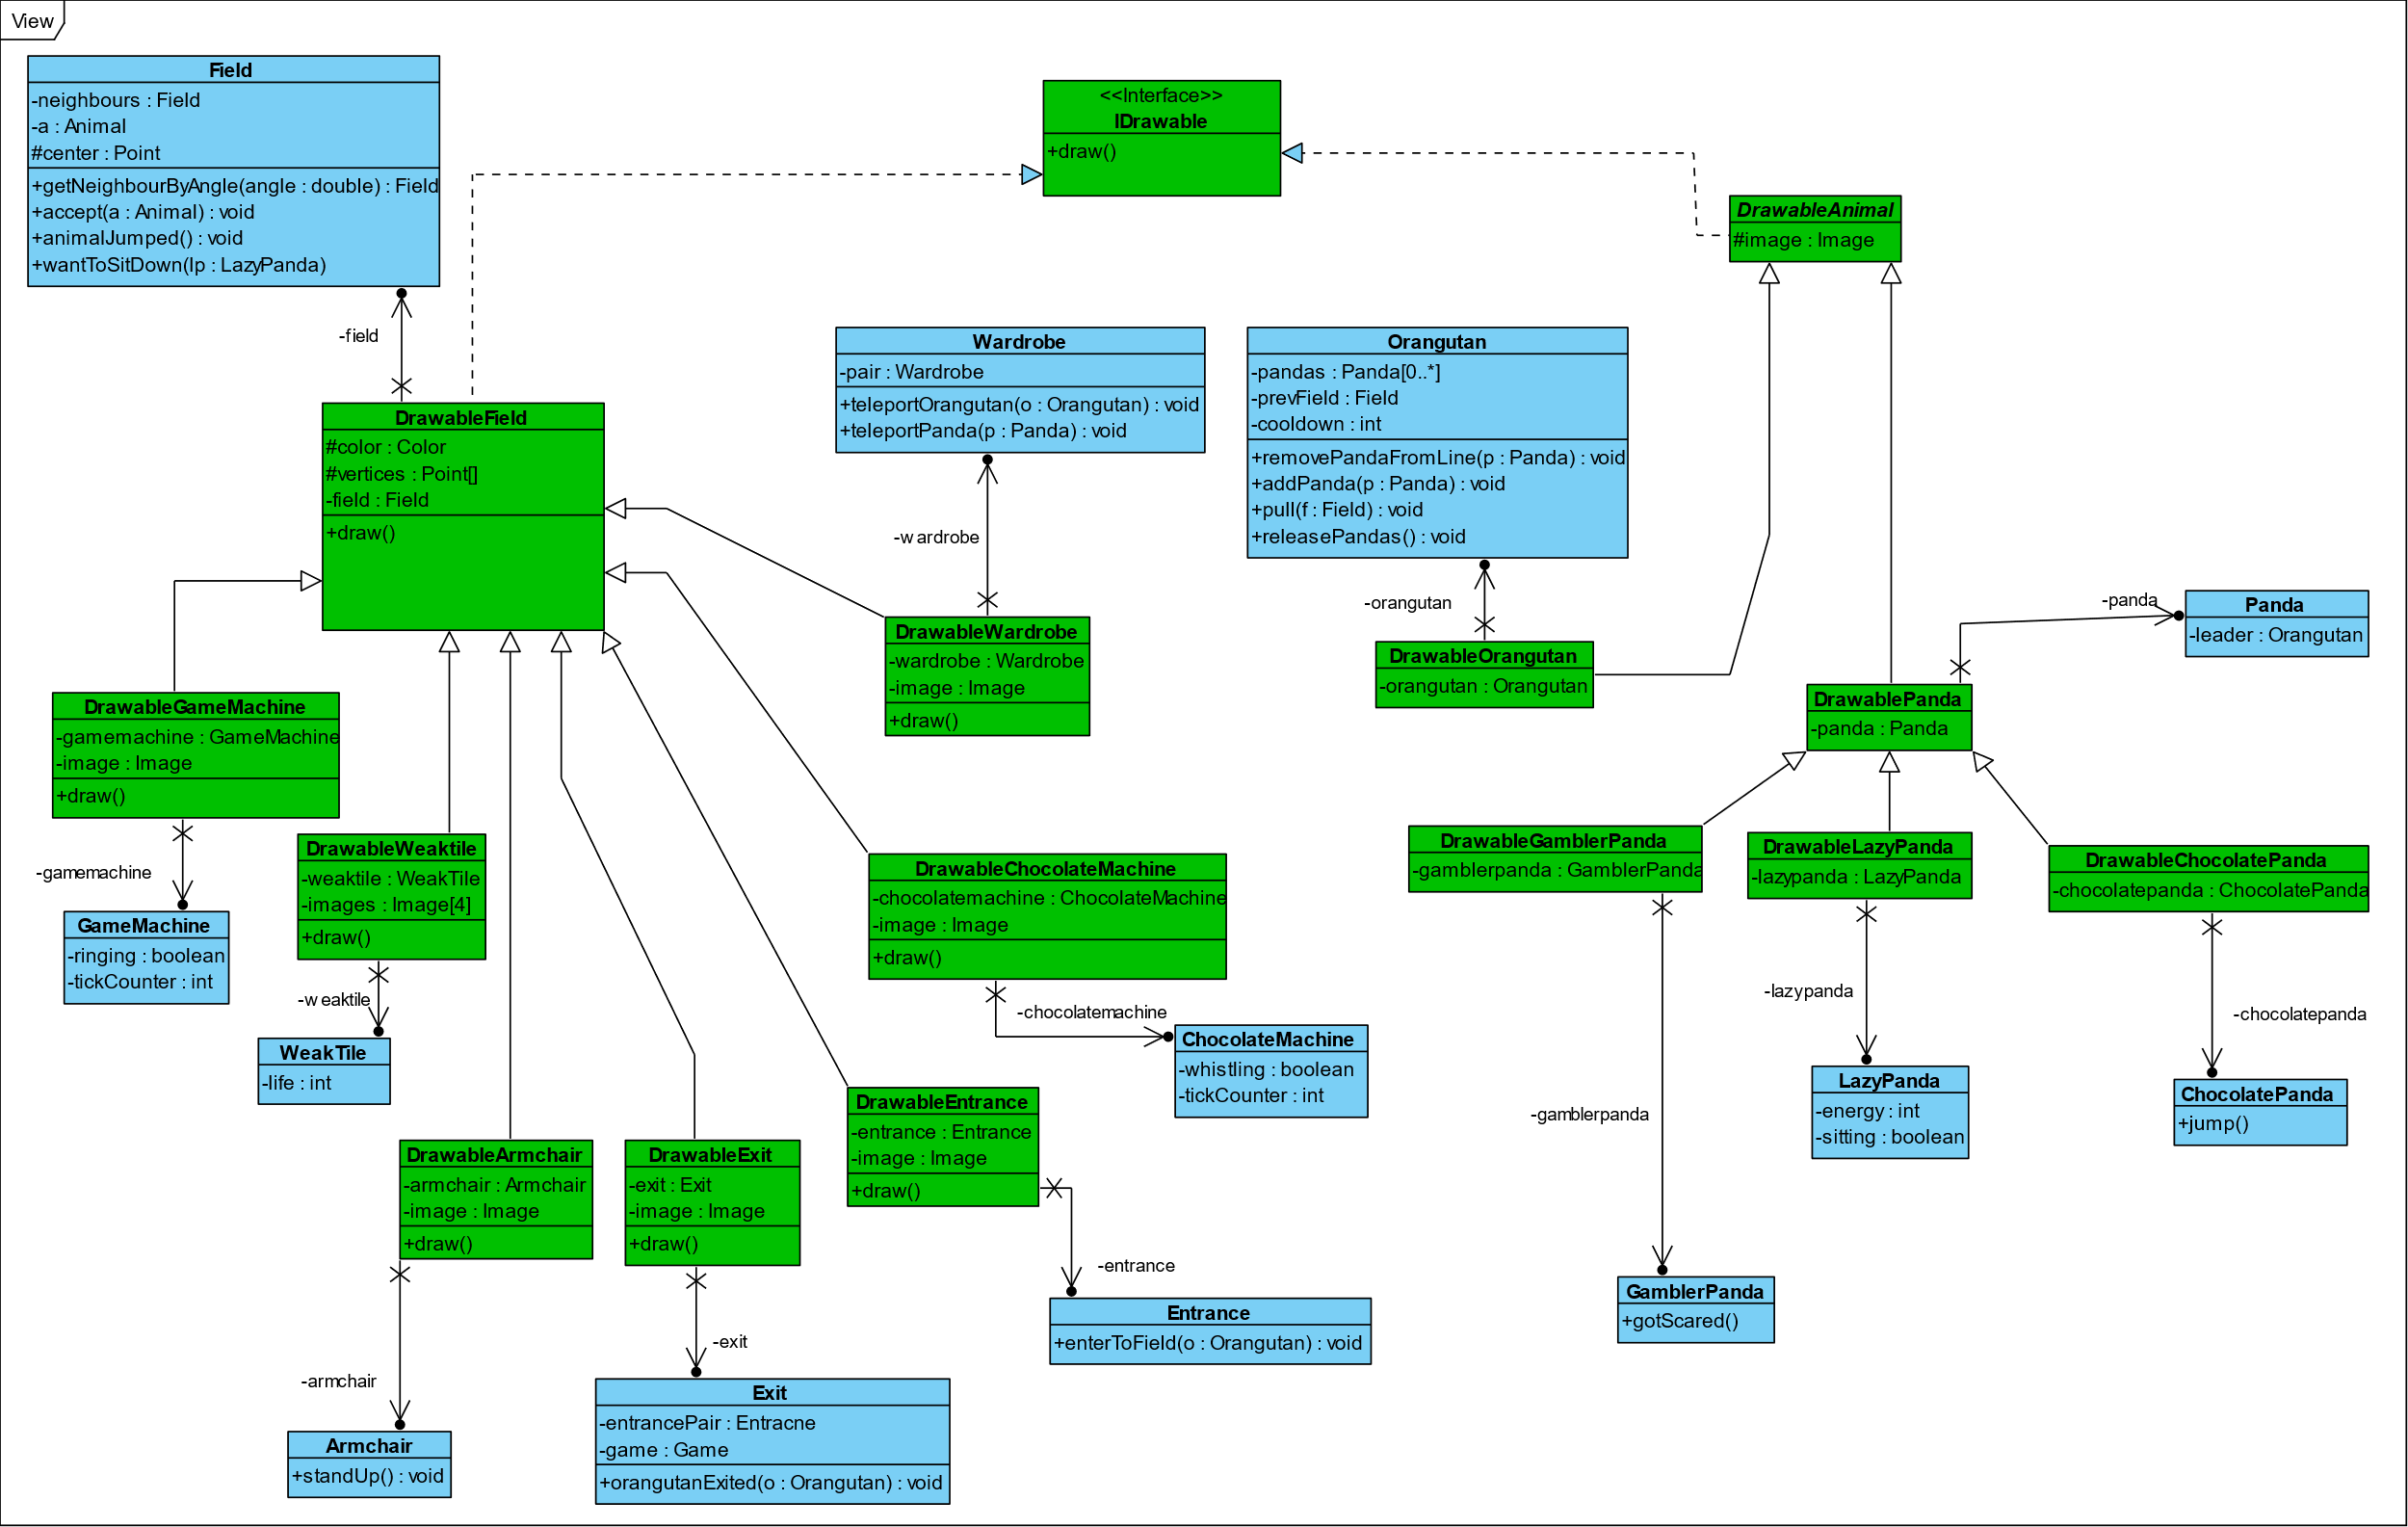 View
Field
-neighbours : Field
-a : Animal
#center : Point
+getNeighbourByAngle(angle : double) : Field
+accept(a : Animal) : void
+animalJumped() : void
+wantToSitDown(lp : LazyPanda)
<<Interface>>
IDrawable
+draw()
DrawableAnimal
#image : Image
-field
Wardrobe
-pair : Wardrobe
+teleportOrangutan(o : Orangutan) : void
+teleportPanda(p : Panda) : void
Orangutan
-pandas : Panda[0..*]
-prevField : Field
-cooldown : int
+removePandaFromLine(p : Panda) : void
+addPanda(p : Panda) : void
+pull(f : Field) : void
+releasePandas() : void
DrawableField
#color : Color
#vertices : Point[]
-field : Field
+draw()
-wardrobe
-orangutan
-panda
Panda
-leader : Orangutan
DrawableWardrobe
-wardrobe : Wardrobe
-image : Image
+draw()
DrawableOrangutan
-orangutan : Orangutan
DrawablePanda
-panda : Panda
DrawableGameMachine
-gamemachine : GameMachine
-image : Image
+draw()
-gamemachine
GameMachine
-ringing : boolean
-tickCounter : int
DrawableWeaktile
-weaktile : WeakTile
-images : Image[4]
+draw()
-weaktile
WeakTile
-life : int
DrawableChocolateMachine
-chocolatemachine : ChocolateMachine
-image : Image
+draw()
-chocolatemachine
ChocolateMachine
-whistling : boolean
-tickCounter : int
DrawableGamblerPanda
-gamblerpanda : GamblerPanda
DrawableLazyPanda
-lazypanda : LazyPanda
DrawableChocolatePanda
-chocolatepanda : ChocolatePanda
-lazypanda
-chocolatepanda
-gamblerpanda
LazyPanda
-energy : int
-sitting : boolean
ChocolatePanda
+jump()
DrawableArmchair
-armchair : Armchair
-image : Image
+draw()
DrawableExit
-exit : Exit
-image : Image
+draw()
DrawableEntrance
-entrance : Entrance
-image : Image
+draw()
-entrance
Entrance
+enterToField(o : Orangutan) : void
GamblerPanda
+gotScared()
-exit
-armchair
Exit
-entrancePair : Entracne
-game : Game
+orangutanExited(o : Orangutan) : void
Armchair
+standUp() : void